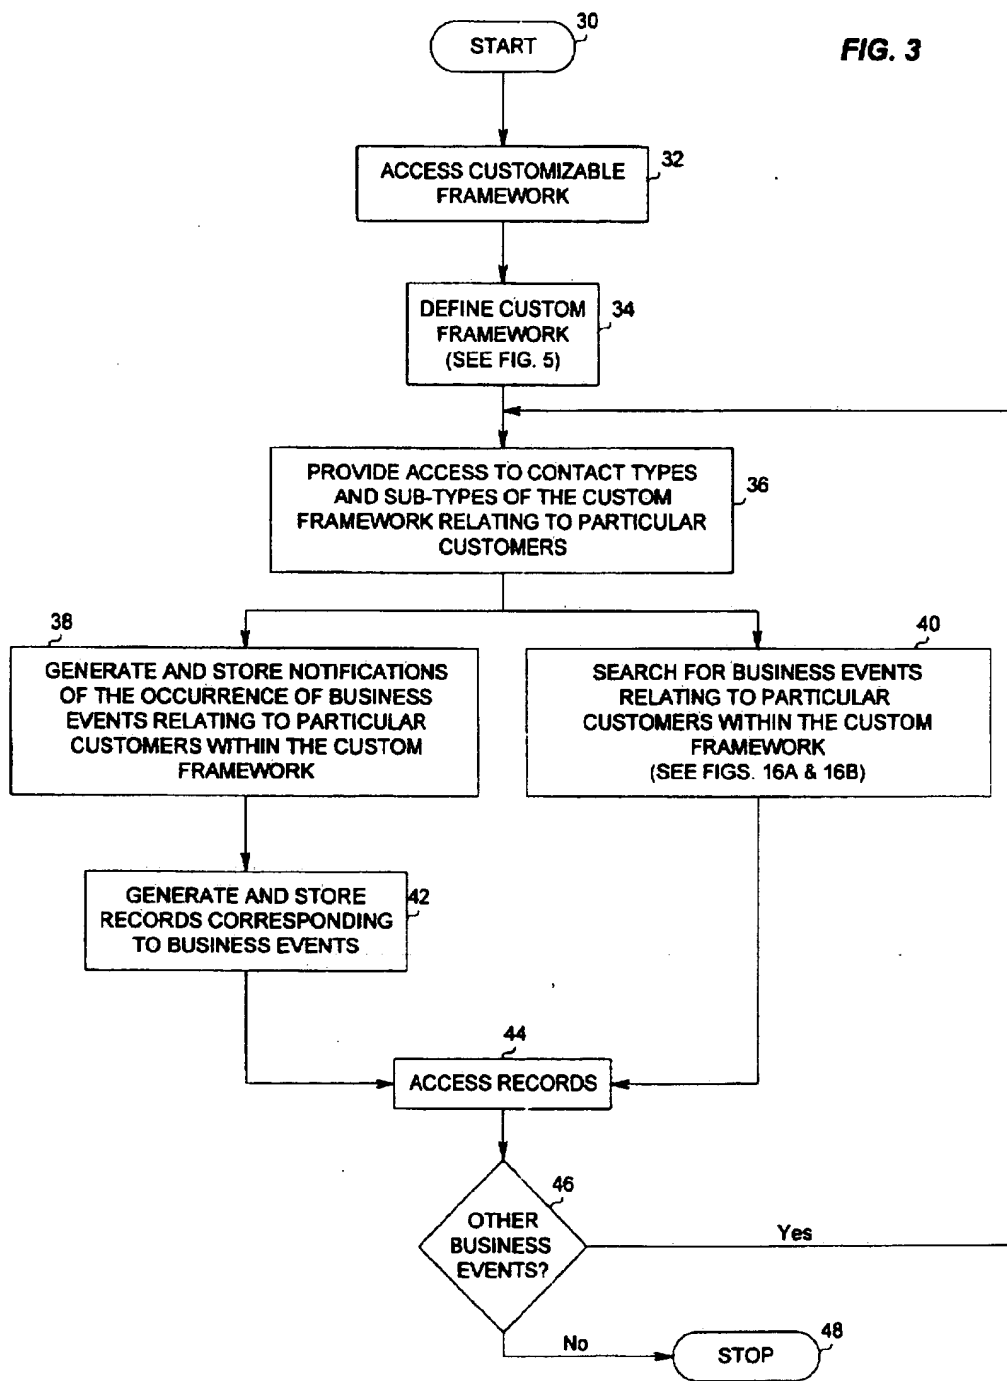 30
START
FIG. 3
32
ACCESS CUSTOMIZABLE
FRAMEWORK
34
DEFINE CUSTOM
FRAMEWORK
(SEE FIG. 5)
36
PROVIDE ACCESS TO CONTACT TYPES
AND SUB-TYPES OF THE CUSTOM
FRAMEWORK RELATING TO PARTICULAR
CUSTOMERS
38
GENERATE AND STORE NOTIFICATIONS
OF THE OCCURRENCE OF BUSINESS
EVENTS RELATING TO PARTICULAR
CUSTOMERS WITHIN THE CUSTOM
FRAMEWORK
40
SEARCH FOR BUSINESS EVENTS
RELATING TO PARTICULAR
CUSTOMERS WITHIN THE CUSTOM
FRAMEWORK
(SEE FIGS. 16A & 16B)
42
GENERATE AND STORE
RECORDS CORRESPONDING
TO BUSINESS EVENTS
44
ACCESS RECORDS
46
OTHER
BUSINESS
EVENTS?
Yes
No
48
STOP